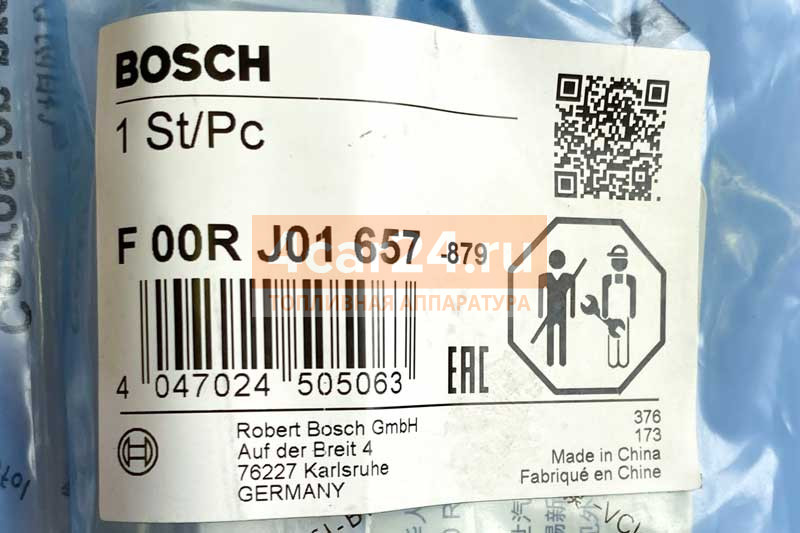 BOSCH
1 St/Pc
F 00R J01 657 -879
4car24.ru
ТОПЛИВНАЯ АППАРАТУРА
4 047024 505063
EAC
Robert Bosch GmbH
Auf der Breit 4
76227 Karlsruhe
GERMANY
376
173
Made in China
Fabriqué en Chine